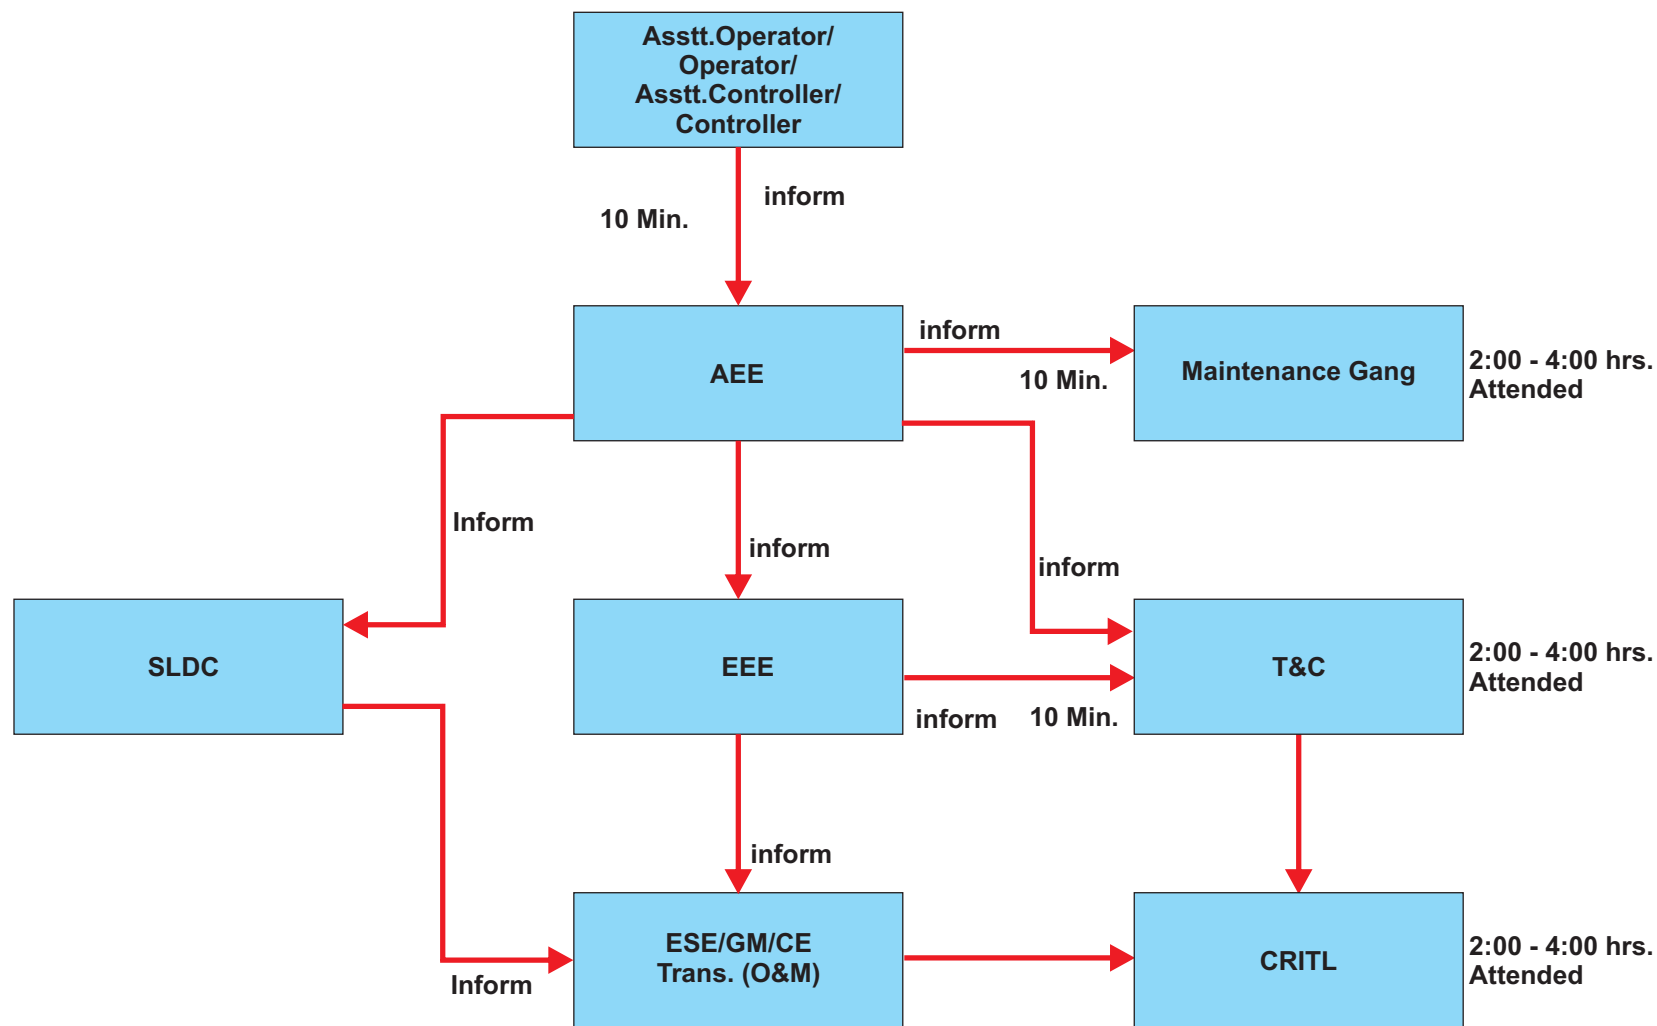 Asstt.Operator/
Operator/
Asstt.Controller/
Controller
inform
10 Min.
inform
AEE
10 Min.
Maintenance Gang
2:00 - 4:00 hrs.
Attended
Inform
inform
inform
SLDC
EEE
T&C
2:00 - 4:00 hrs.
Attended
inform
10 Min.
inform
ESE/GM/CE
Trans. (O&M)
CRITL
2:00 - 4:00 hrs.
Attended
Inform